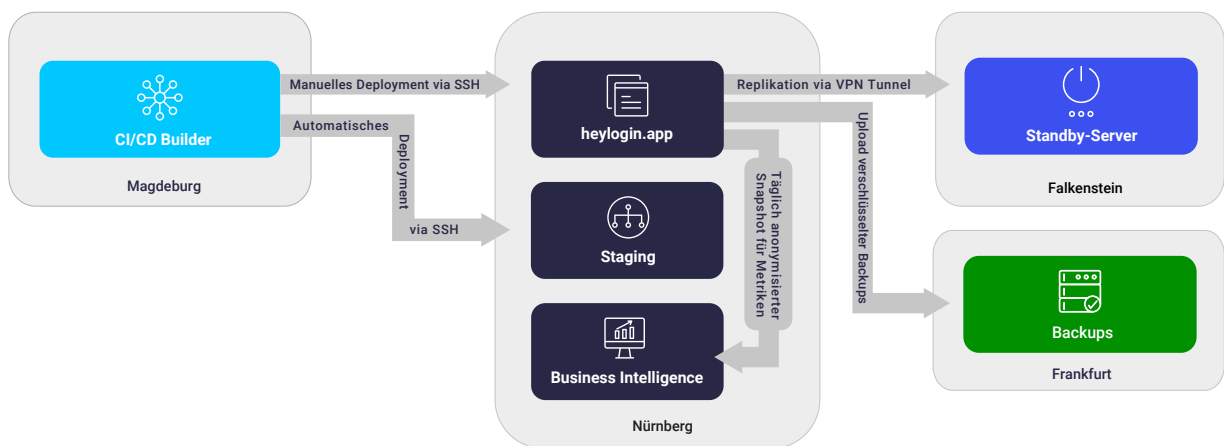 Manuelles Deployment via SSH
Automatisches
Deployment
via SSH
CI/CD Builder
Magdeburg
heylogin.app
Staging
Business Intelligence
Nürnberg
Replikation via VPN Tunnel
Upload verschlüsselter Backups
Täglich anonymisierter
Snapshot für Metriken
Standby-Server
Falkenstein
Backups
Frankfurt